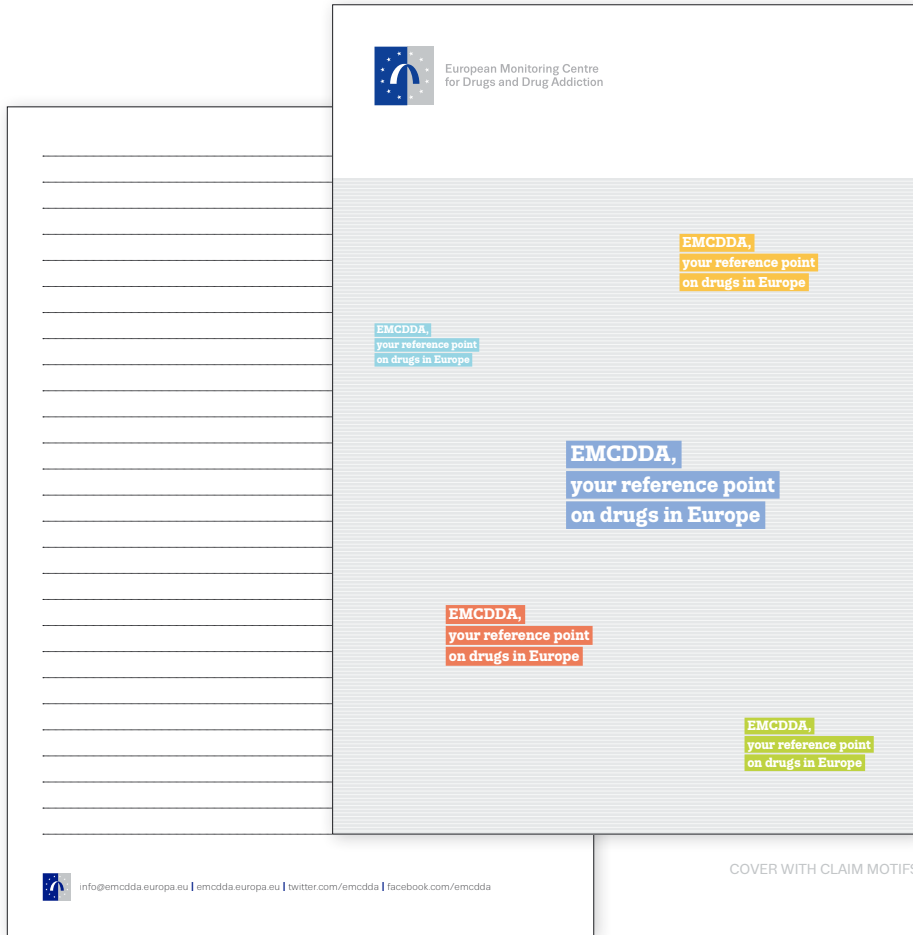 European Monitoring Centre
for Drugs and Drug Addiction
EMCDDA,
your reference point
on drugs in Europe
EMCDDA,
your reference point
on drugs in Europe
EMCDDA,
your reference point
on drugs in Europe
EMCDDA,
your reference point
on drugs in Europe
EMCDDA,
your reference point
on drugs in Europe
COVER WITH CLAIM MOTIFS
info@emcdda.europa.eu | emcdda.europa.eu | twitter.com/emcdda | facebook.com/emcdda